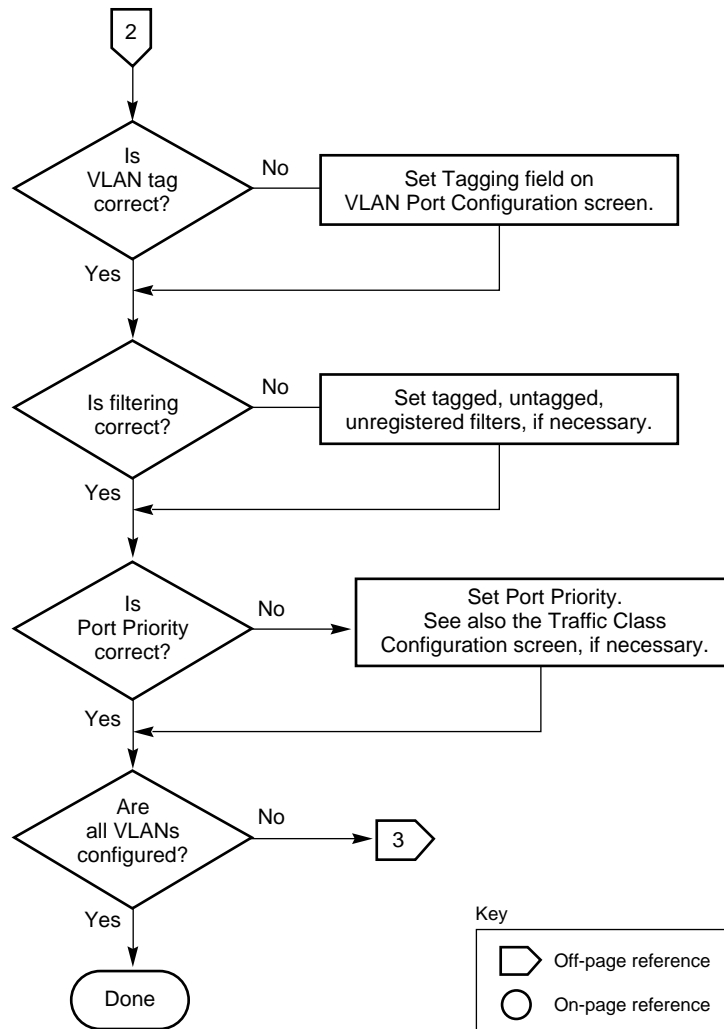 2
Is
VLAN tag
correct?
No
Set Tagging field on
VLAN Port Configuration screen.
Yes
Is filtering
correct?
No
Set tagged, untagged,
unregistered filters, if necessary.
Yes
Is
Port Priority
correct?
No
Set Port Priority.
See also the Traffic Class
Configuration screen, if necessary.
Yes
Are
all VLANs
configured?
No
3
Yes
Done
Key
Off-page reference
On-page reference